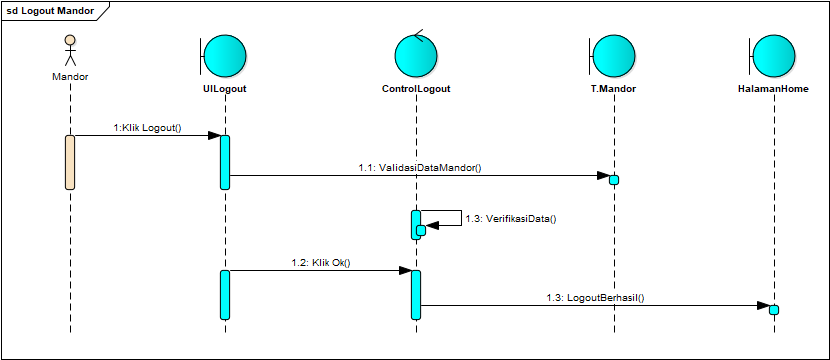 sd Logout Mandor
Mandor
UILogout
ControlLogout
T.Mandor
HalamanHome
1:Klik Logout()
1.1: ValidasiDataMandor()
1.3: VerifikasiData()
1.2: Klik Ok()
1.3: LogoutBerhasil()